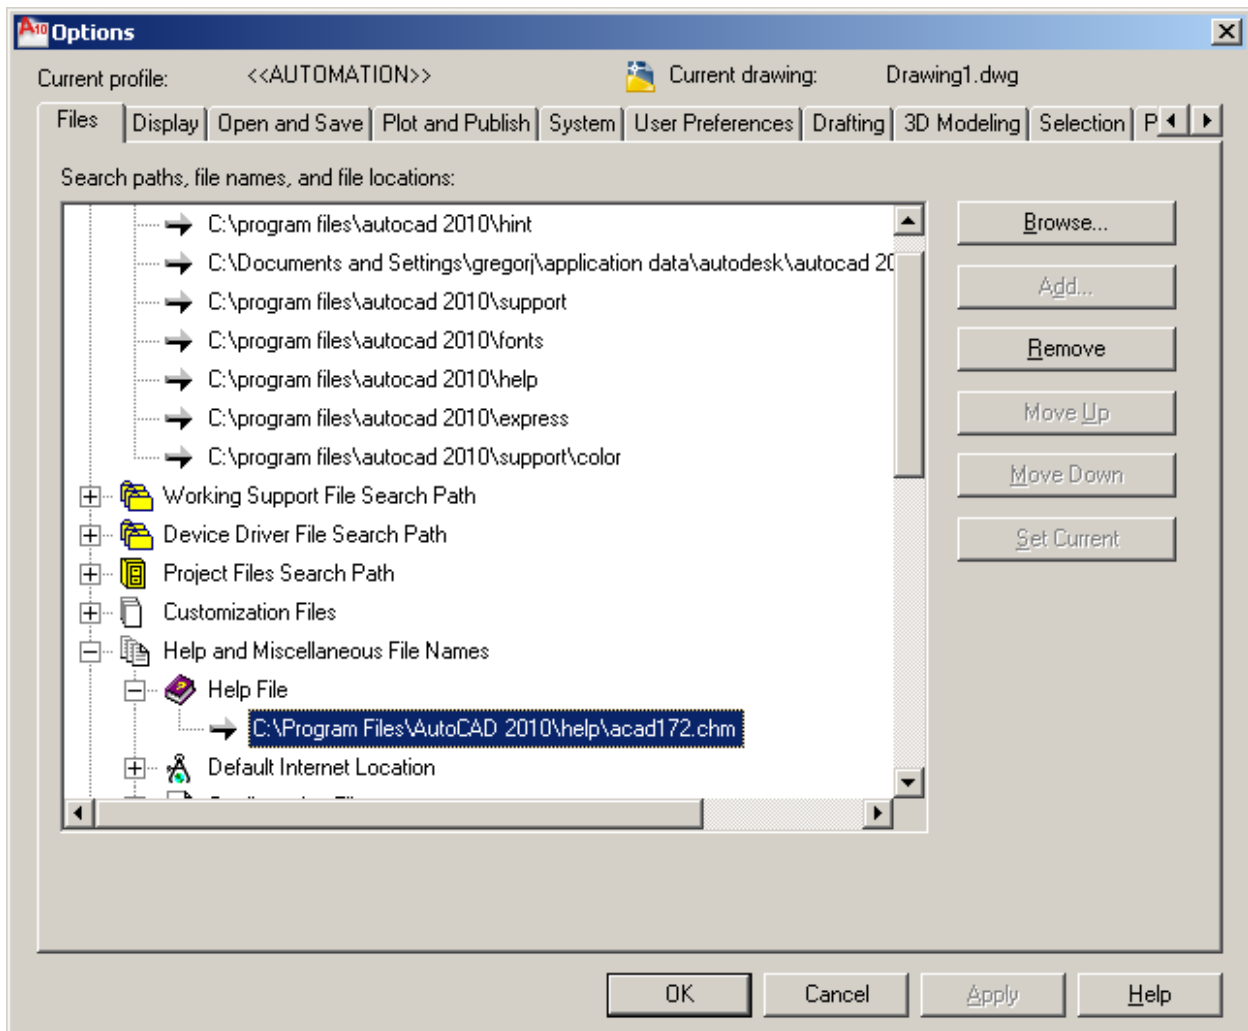 A10 Options
Current profile: <<AUTOMATION>> Current drawing: Drawing1.dwg
Files Display Open and Save Plot and Publish System User Preferences Drafting 3D Modeling Selection P
Search paths, file names, and file locations:
C:\program files\autocad 2010\hint
Browse...
C:\Documents and Settings\gregorj\application data\autodesk\autocad 20
Add...
C:\program files\autocad 2010\support
C:\program files\autocad 2010\fonts
Remove
C:\program files\autocad 2010\help
C:\program files\autocad 2010\express
Move Up
C:\program files\autocad 2010\support\color
Move Down
Working Support File Search Path
Device Driver File Search Path
Set Current
Project Files Search Path
Customization Files
Help and Miscellaneous File Names
Help File
C:\Program Files\AutoCAD 2010\help\acad172.chm
Default Internet Location
OK Cancel Apply Help